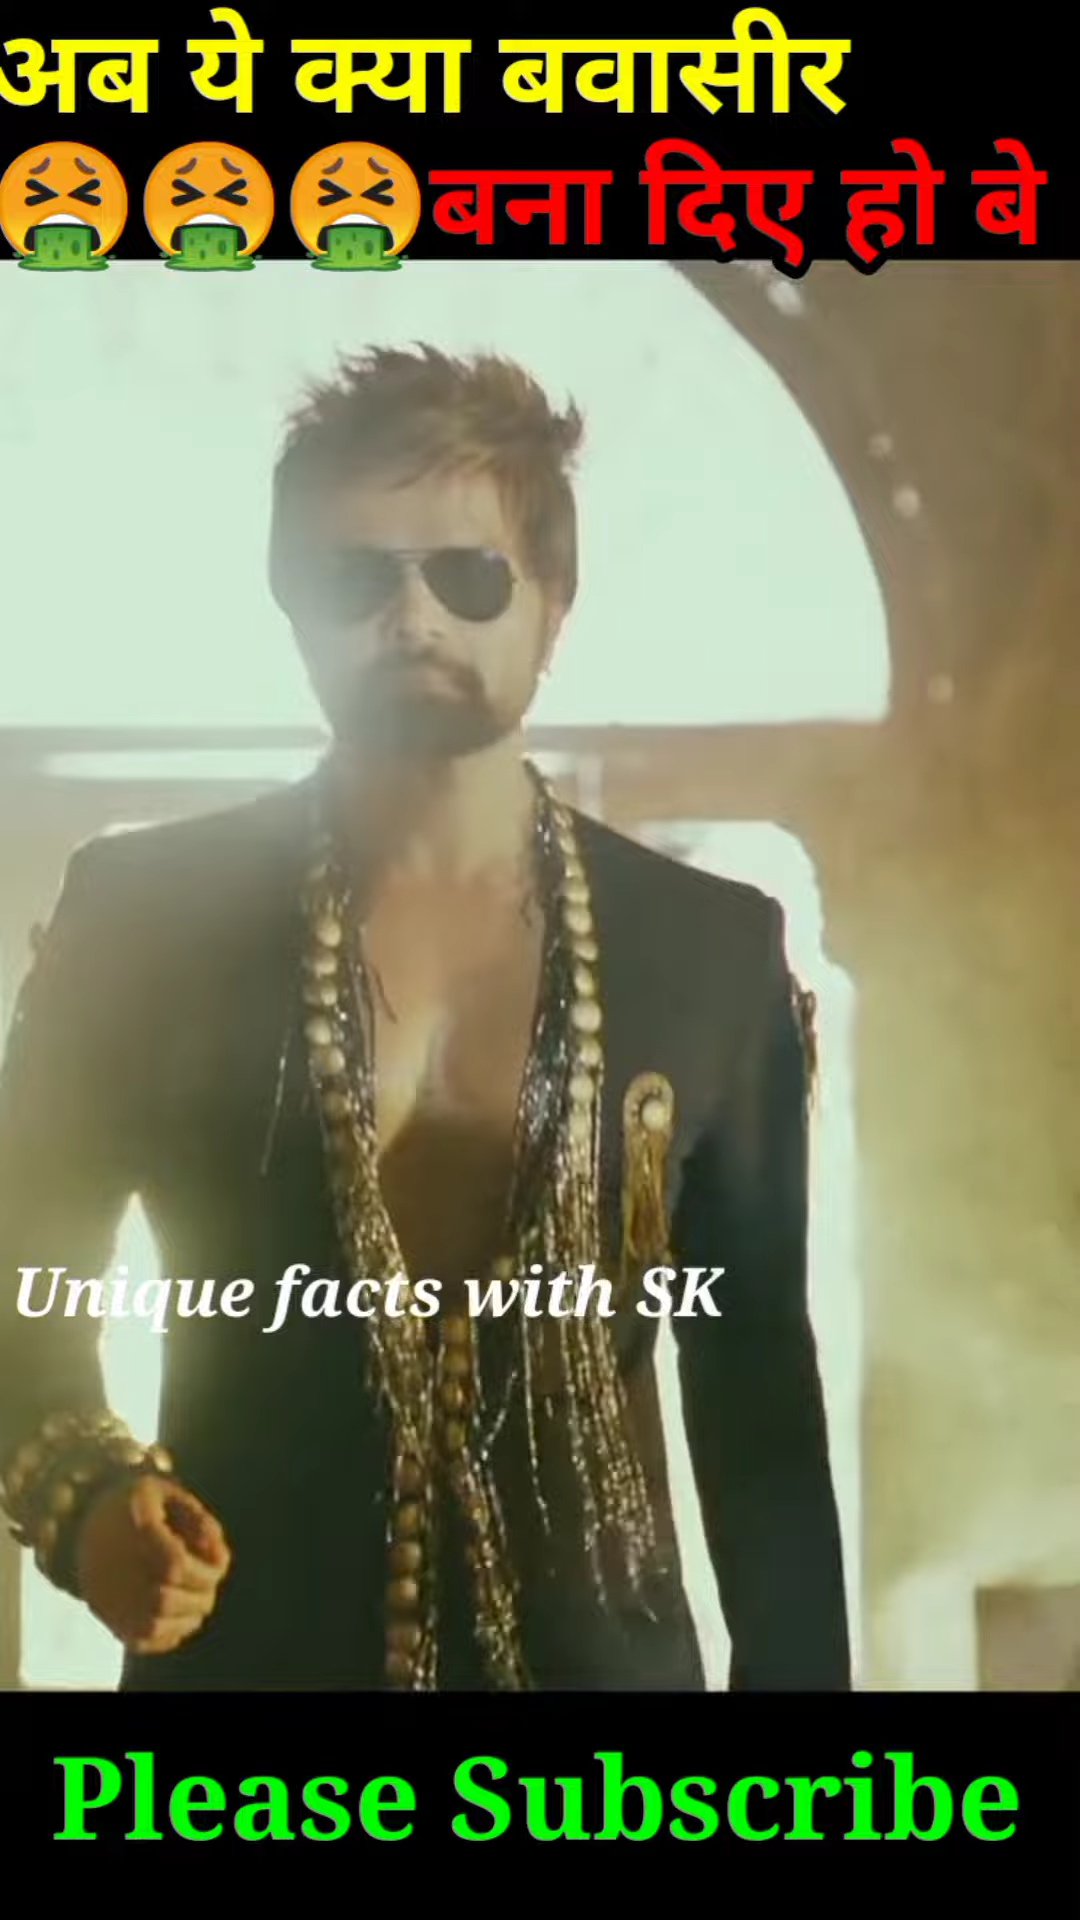 अब ये क्या बवासीर
🤮🤮🤮बना दिए हो बे
Unique facts with SK
Please Subscribe